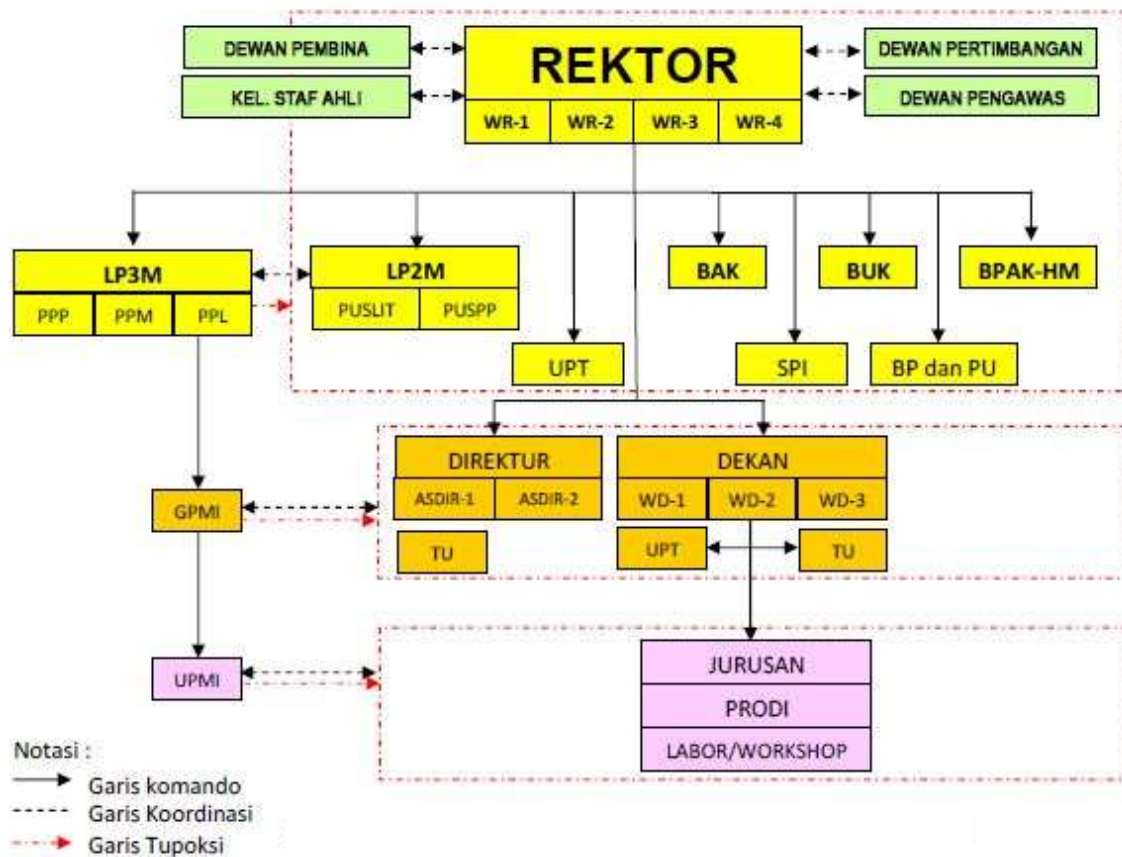 DEWAN PEMBINA
REKTOR
DEWAN PERTIMBANGAN
KEL. STAF AHLI
DEWAN PENGAWAS
WR-1 WR-2 WR-3 WR-4
LP3M
LP2M
BAK
BUK
BPAK-HM
PPP PPM PPL
PUSLIT PUSPP
UPT
SPI
BP dan PU
DIREKTUR
DEKAN
ASDIR-1 ASDIR-2
WD-1 WD-2 WD-3
GPMI
TU
UPT
TU
JURUSAN
UPMI
PRODI
LABOR/WORKSHOP
Notasi :
Garis komando
Garis Koordinasi
Garis Tupoksi